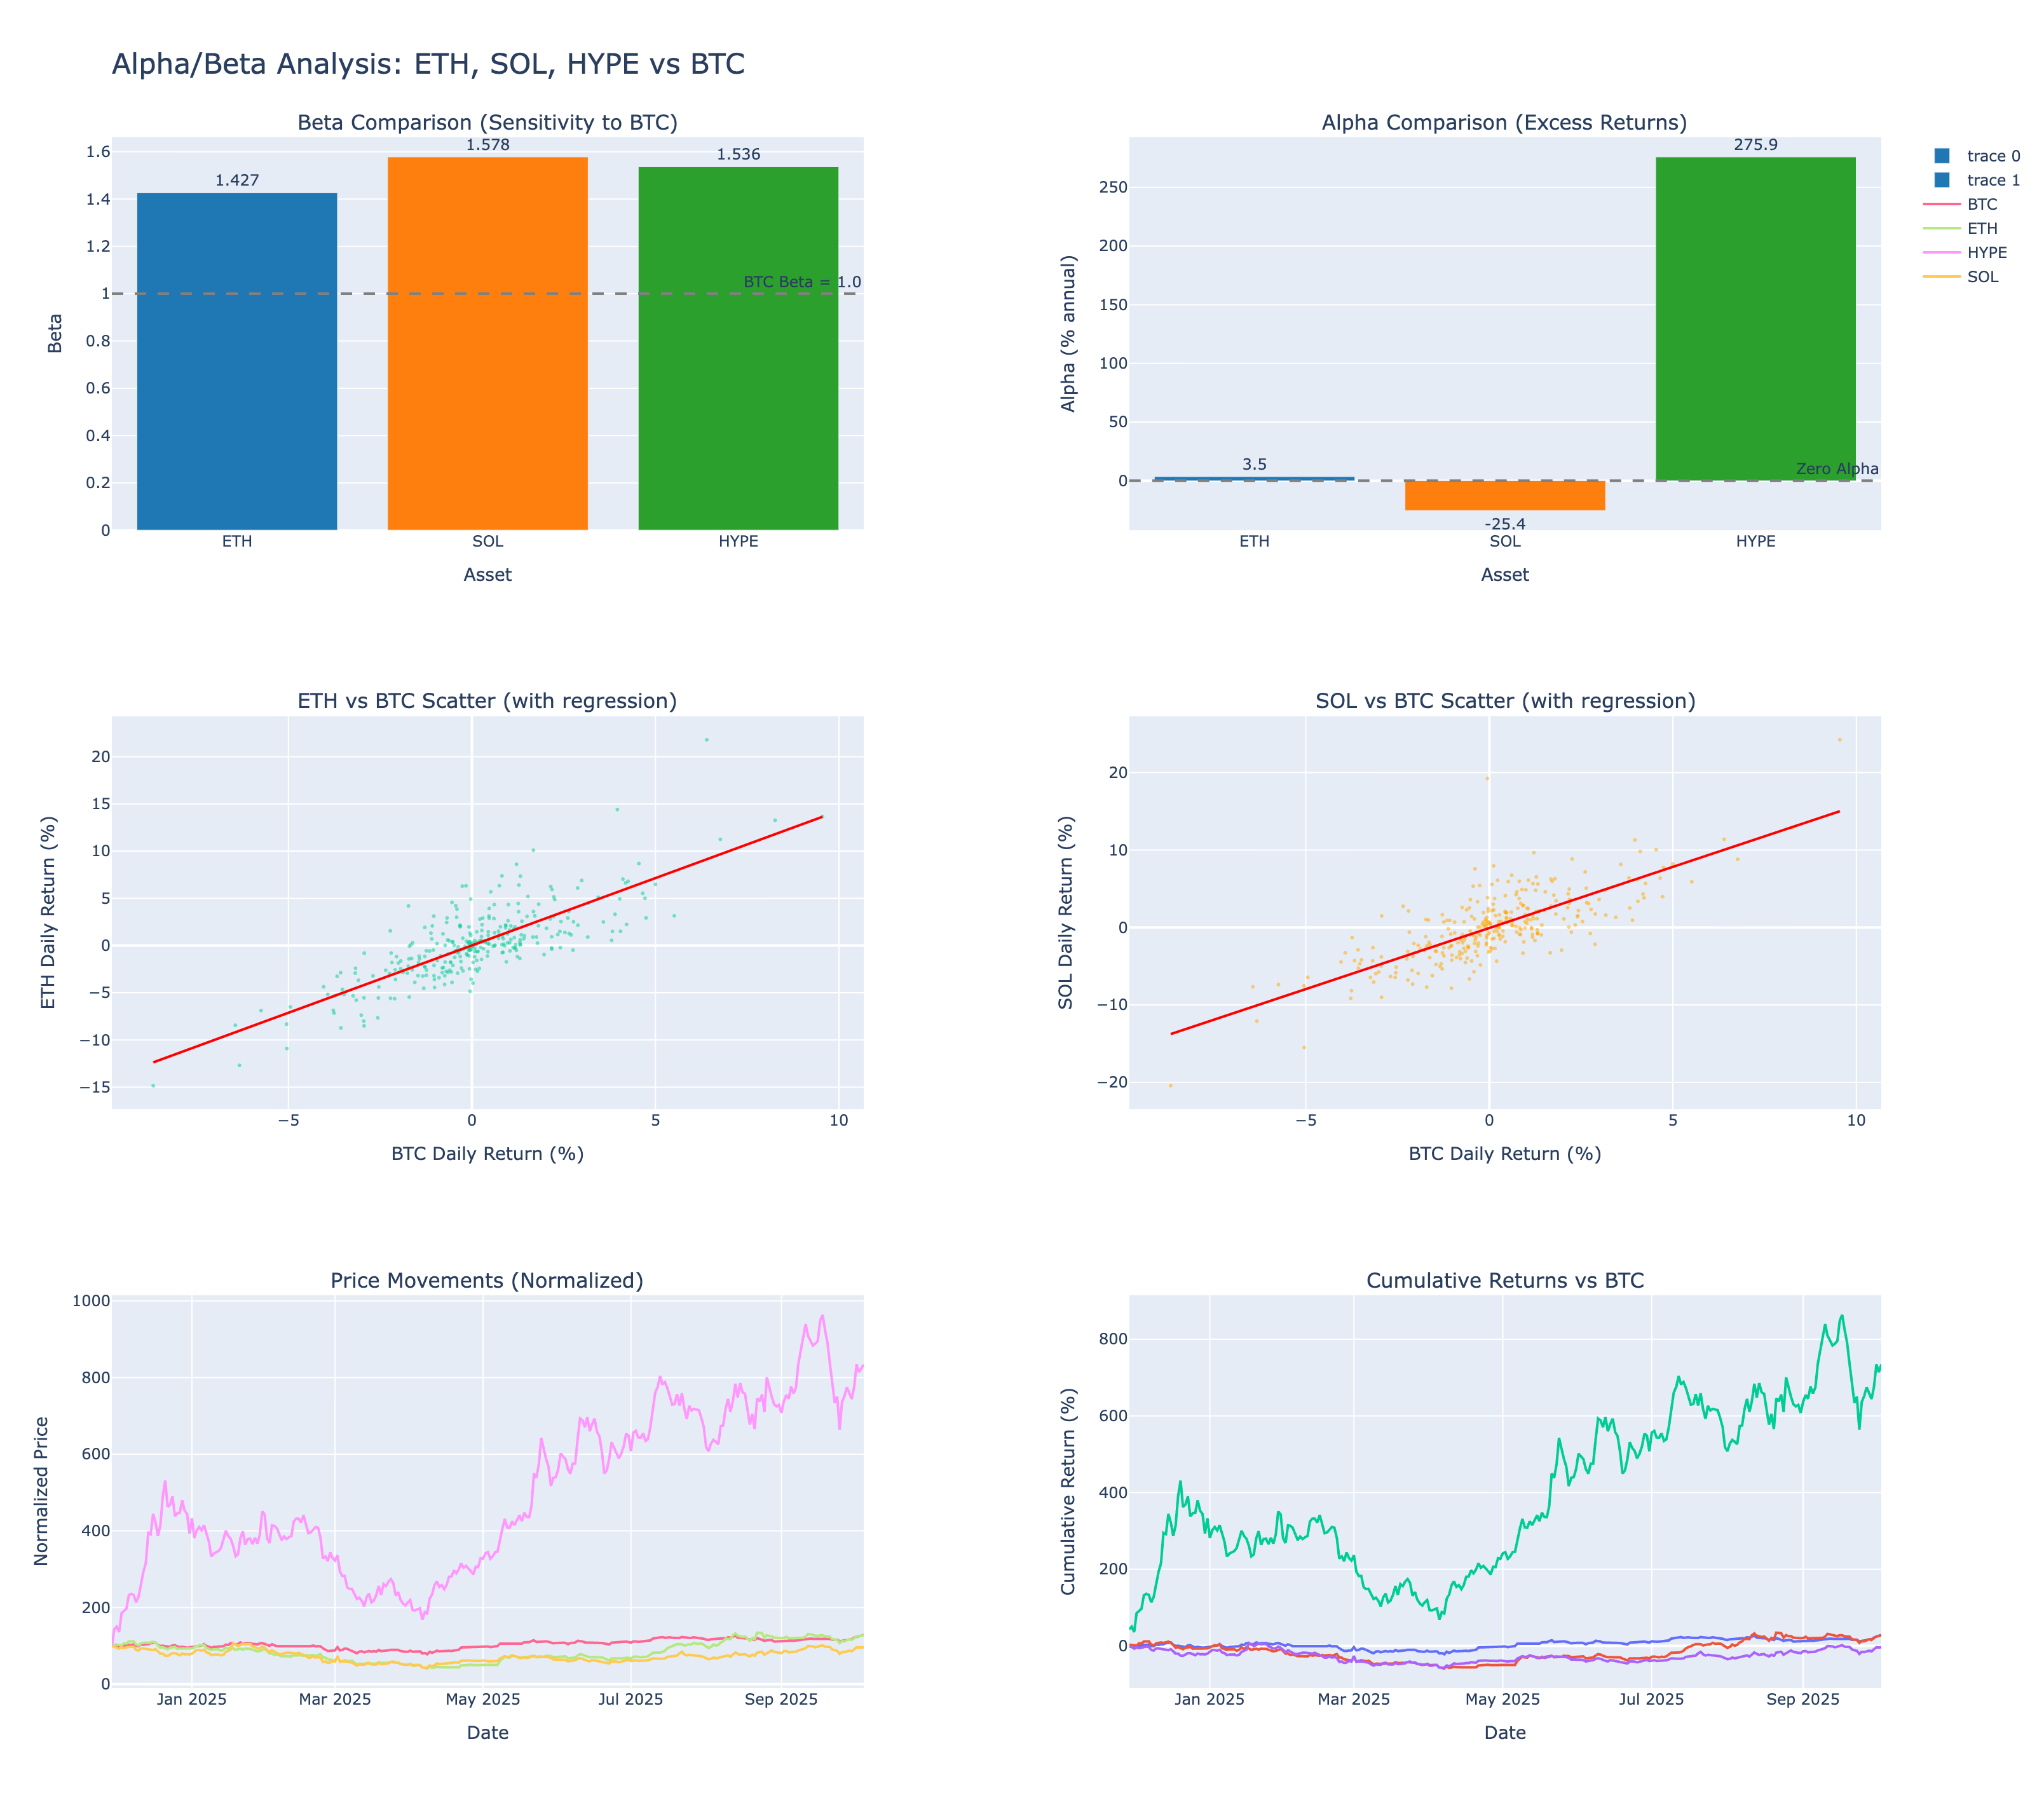 Alpha/Beta Analysis: ETH, SOL, HYPE vs BTC
Beta Comparison (Sensitivity to BTC)
1.6
1.4
1.2
1
0.8
0.6
0.4
0.2
0
Beta
1.427
1.578
1.536
BTC Beta = 1.0
ETH
SOL
HYPE
Asset
Alpha Comparison (Excess Returns)
250
200
150
100
50
0
Alpha (% annual)
3.5
-25.4
275.9
Zero Alpha
ETH
SOL
HYPE
Asset
trace 0
trace 1
BTC
ETH
HYPE
SOL
ETH vs BTC Scatter (with regression)
20
15
10
5
0
−5
−10
−15
ETH Daily Return (%)
−5
0
5
10
BTC Daily Return (%)
SOL vs BTC Scatter (with regression)
20
10
0
−10
−20
SOL Daily Return (%)
−5
0
5
10
BTC Daily Return (%)
Price Movements (Normalized)
1000
800
600
400
200
0
Normalized Price
Jan 2025
Mar 2025
May 2025
Jul 2025
Sep 2025
Date
Cumulative Returns vs BTC
800
600
400
200
0
Cumulative Return (%)
Jan 2025
Mar 2025
May 2025
Jul 2025
Sep 2025
Date